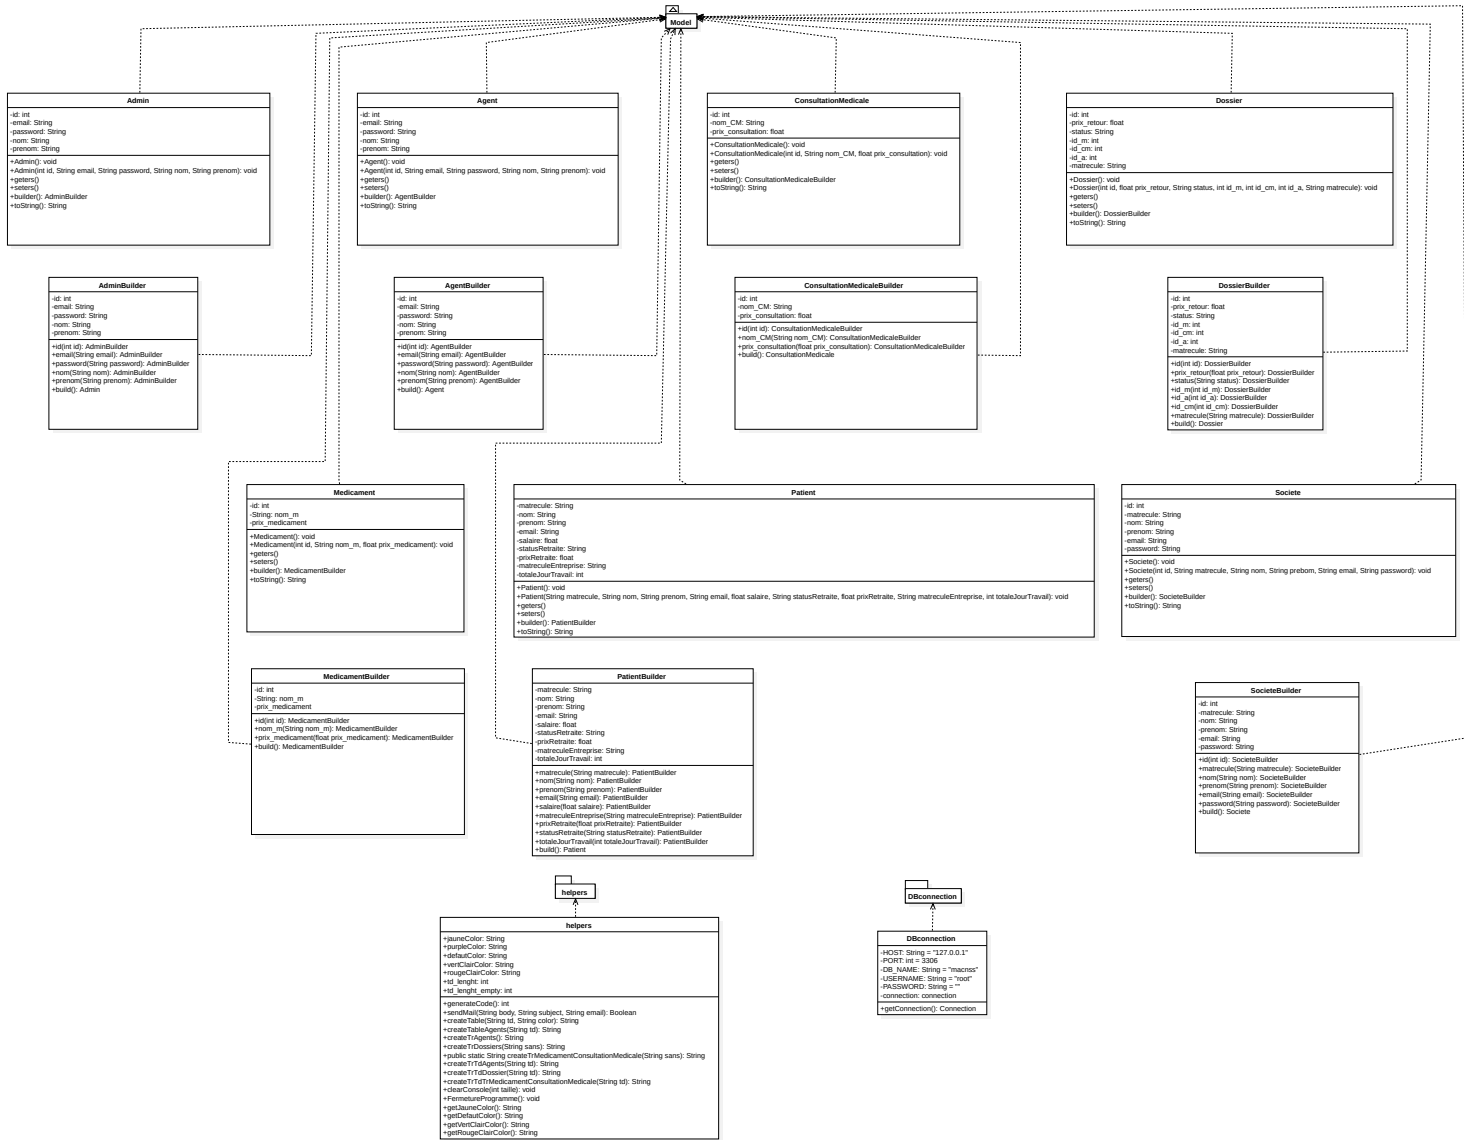 Model
Admin
-id: int
-email: String
-password: String
-nom: String
-prenom: String
+Admin(): void
+Admin(int id, String email, String password, String nom, String prenom): void
+geters()
+seters()
+builder(): AdminBuilder
+toString(): String
Agent
-id: int
-email: String
-password: String
-nom: String
-prenom: String
+Agent(): void
+Agent(int id, String email, String password, String nom, String prenom): void
+geters()
+seters()
+builder(): AgentBuilder
+toString(): String
ConsultationMedicale
-id: int
-nom_CM: String
-prix_consultation: float
+ConsultationMedicale(): void
+ConsultationMedicale(int id, String nom_CM, float prix_consultation): void
+geters()
+seters()
+builder(): ConsultationMedicaleBuilder
+toString(): String
Dossier
-id: int
-prix_retour: float
-status: String
-id_m: int
-id_cm: int
-id_a: int
-matrecule: String
+Dossier(): void
+Dossier(int id, float prix_retour, String status, int id_m, int id_cm, int id_a, String matrecule): void
+geters()
+seters()
+builder(): DossierBuilder
+toString(): String
AdminBuilder
-id: int
-email: String
-password: String
-nom: String
-prenom: String
+id(int id): AdminBuilder
+email(String email): AdminBuilder
+password(String password): AdminBuilder
+nom(String nom): AdminBuilder
+prenom(String prenom): AdminBuilder
+build(): Admin
AgentBuilder
-id: int
-email: String
-password: String
-nom: String
-prenom: String
+id(int id): AgentBuilder
+email(String email): AgentBuilder
+password(String password): AgentBuilder
+nom(String nom): AgentBuilder
+prenom(String prenom): AgentBuilder
+build(): Agent
ConsultationMedicaleBuilder
-id: int
-nom_CM: String
-prix_consultation: float
+id(int id): ConsultationMedicaleBuilder
+nom_CM(String nom_CM): ConsultationMedicaleBuilder
+prix_consultation(float prix_consultation): ConsultationMedicaleBuilder
+build(): ConsultationMedicale
DossierBuilder
-id: int
-prix_retour: float
-status: String
-id_m: int
-id_cm: int
-id_a: int
-matrecule: String
+id(int id): DossierBuilder
+prix_retour(float prix_retour): DossierBuilder
+status(String status): DossierBuilder
+id_m(int id_m): DossierBuilder
+id_a(int id_a): DossierBuilder
+id_cm(int id_cm): DossierBuilder
+matrecule(String matrecule): DossierBuilder
+build(): Dossier
Medicament
-id: int
-String: nom_m
-prix_medicament
+Medicament(): void
+Medicament(int id, String nom_m, float prix_medicament): void
+geters()
+seters()
+builder(): MedicamentBuilder
+toString(): String
Patient
-matrecule: String
-nom: String
-prenom: String
-email: String
-salaire: float
-statusRetraite: String
-prixRetraite: float
-matreculeEntreprise: String
-totaleJourTravail: int
+Patient(): void
+Patient(String matrecule, String nom, String prenom, String email, float salaire, String statusRetraite, float prixRetraite, String matreculeEntreprise, int totaleJourTravail): void
+geters()
+seters()
+builder(): PatientBuilder
+toString(): String
Societe
-id: int
-matrecule: String
-nom: String
-prenom: String
-email: String
-password: String
+Societe(): void
+Societe(int id, String matrecule, String nom, String prebom, String email, String password): void
+geters()
+seters()
+builder(): SocieteBuilder
+toString(): String
MedicamentBuilder
-id: int
-String: nom_m
-prix_medicament
+id(int id): MedicamentBuilder
+nom_m(String nom_m): MedicamentBuilder
+prix_medicament(float prix_medicament): MedicamentBuilder
+build(): MedicamentBuilder
PatientBuilder
-matrecule: String
-nom: String
-prenom: String
-email: String
-salaire: float
-statusRetraite: String
-prixRetraite: float
-matreculeEntreprise: String
-totaleJourTravail: int
+matrecule(String matrecule): PatientBuilder
+nom(String nom): PatientBuilder
+prenom(String prenom): PatientBuilder
+email(String email): PatientBuilder
+salaire(float salaire): PatientBuilder
+matreculeEntreprise(String matreculeEntreprise): PatientBuilder
+prixRetraite(float prixRetraite): PatientBuilder
+statusRetraite(String statusRetraite): PatientBuilder
+totaleJourTravail(int totaleJourTravail): PatientBuilder
+build(): Patient
SocieteBuilder
-id: int
-matrecule: String
-nom: String
-prenom: String
-email: String
-password: String
+id(int id): SocieteBuilder
+matrecule(String matrecule): SocieteBuilder
+nom(String nom): SocieteBuilder
+prenom(String prenom): SocieteBuilder
+email(String email): SocieteBuilder
+password(String password): SocieteBuilder
+build(): Societe
helpers
helpers
+jauneColor: String
+purpleColor: String
+defautColor: String
+vertClairColor: String
+rougeClairColor: String
+td_lenght: int
+td_lenght_empty: int
+generateCode(): int
+sendMail(String body, String subject, String email): Boolean
+createTable(String td, String color): String
+createTableAgents(String td): String
+createTrAgents(): String
+createTrDossiers(String sans): String
+public static String createTrMedicamentConsultationMedicale(String sans): String
+createTrTdAgents(String td): String
+createTrTdDossier(String td): String
+createTrTdTrMedicamentConsultationMedicale(String td): String
+clearConsole(int taille): void
+FermetureProgramme(): void
+getJauneColor(): String
+getDefautColor(): String
+getVertClairColor(): String
+getRougeClairColor(): String
DBconnection
DBconnection
-HOST: String = "127.0.0.1"
-PORT: int = 3306
-DB_NAME: String = "macnss"
-USERNAME: String = "root"
-PASSWORD: String = ""
-connection: connection
+getConnection(): Connection